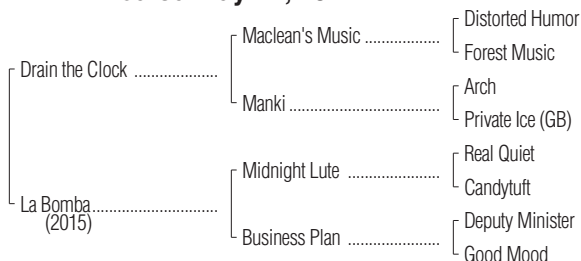 Distorted Humor
Maclean's Music ........................
Forest Music
Drain the Clock .....................
Arch
Manki.......................................
Private Ice (GB)
Real Quiet
Midnight Lute .......................
Candytuft
La Bomba................................
(2015)
Deputy Minister
Business Plan .......................
Good Mood